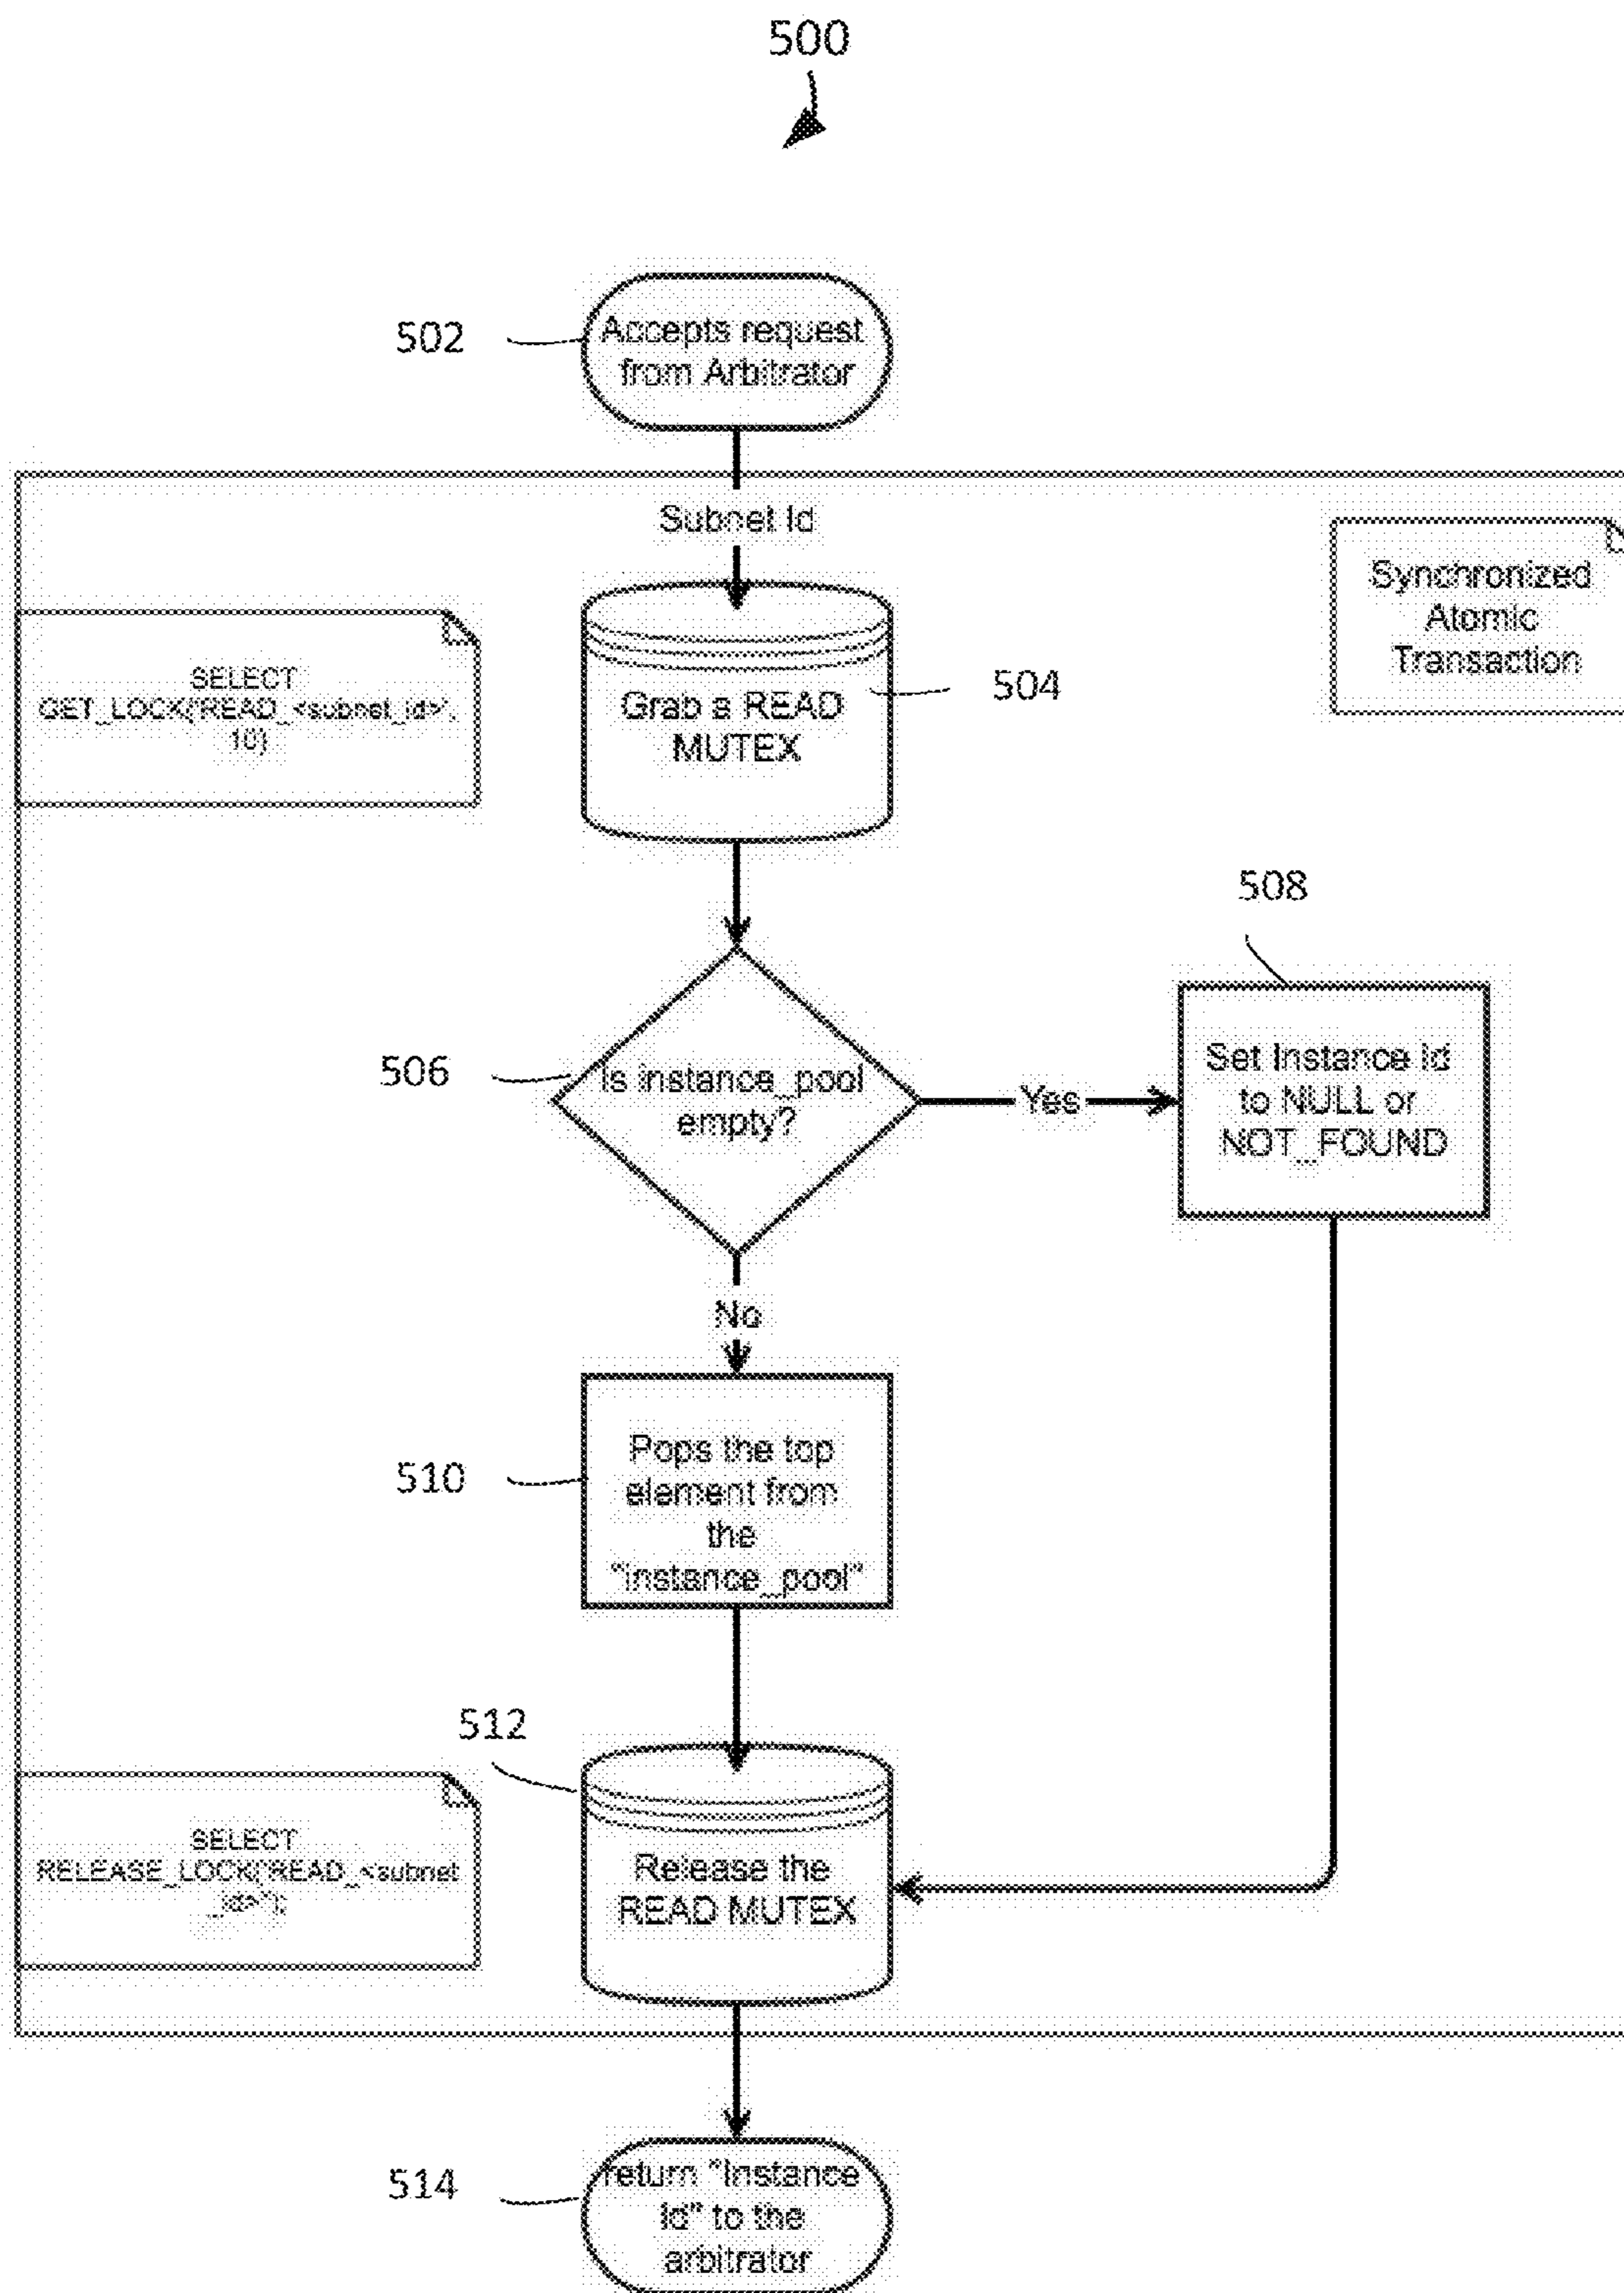 500
502
Accepts request
from Arbitrator
Subnet Id
Synchronized
Atomic
Transaction
SELECT
GET_LOCK('READ_<subnet_id>',
10)
Grab a READ
MUTEX
504
508
506
Is instance_pool
empty?
Yes
Set Instance id
to NULL or
NOT_FOUND
No
510
Pops the top
element from
the
"instance_pool"
512
SELECT
RELEASE_LOCK("READ_<subnet
_id>");
Release the
READ MUTEX
514
return "Instance
id" to the
arbitrator